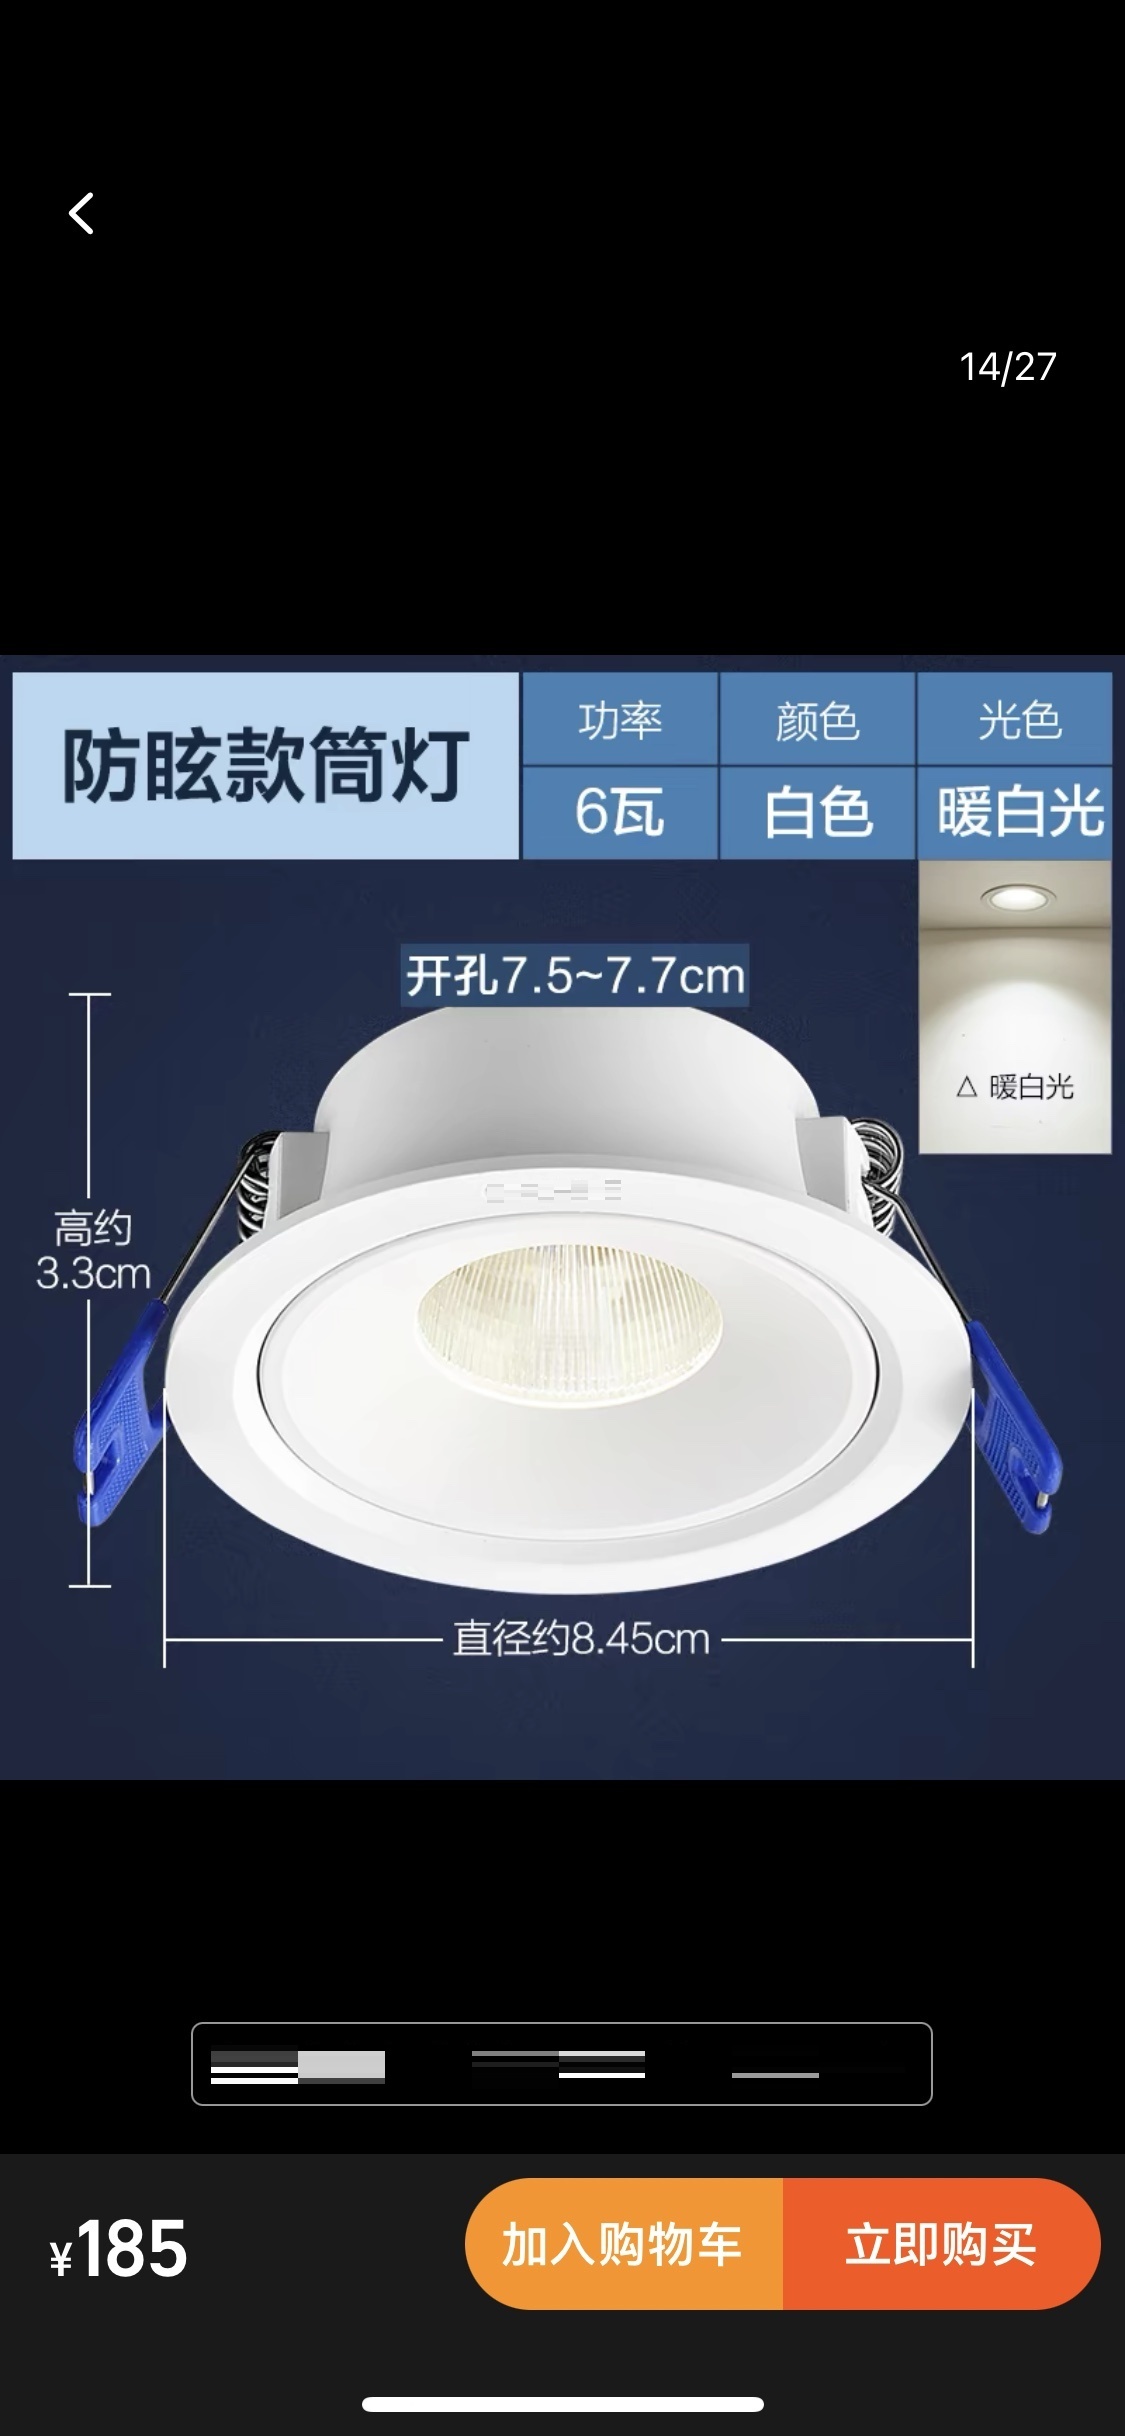 14/27
防眩款筒灯
功率
颜色
光色
6瓦
白色
暖白光
开孔7.5~7.7cm
△ 暖白光
高约
3.3cm
直径约8.45cm
¥185
加入购物车
立即购买